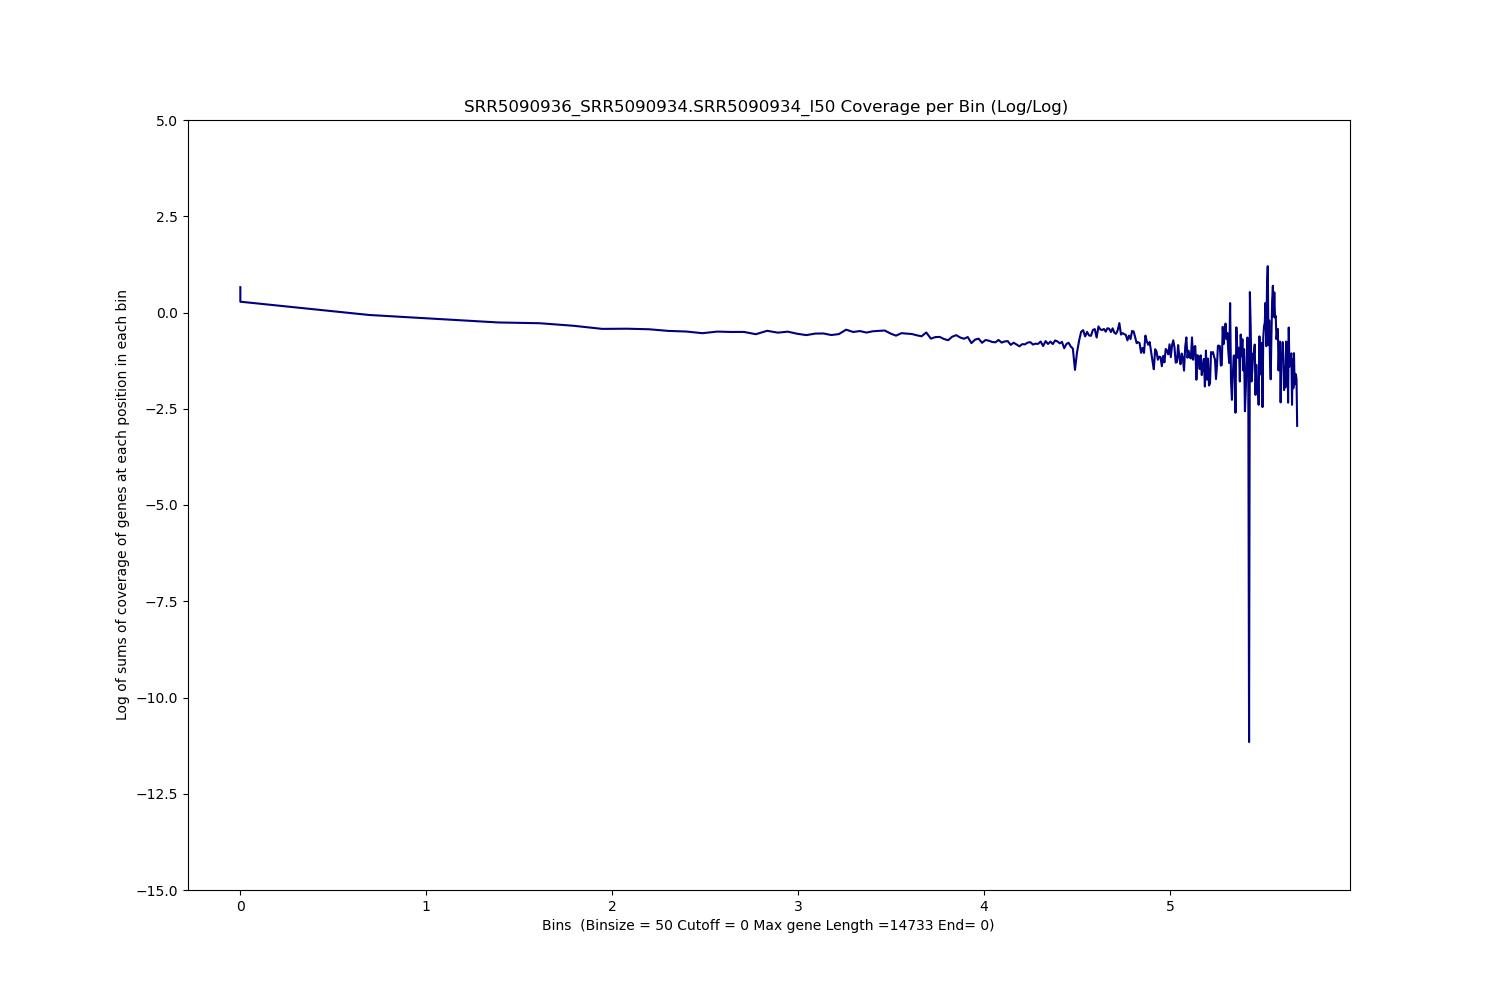 SRR5090936_SRR5090934.SRR5090934_l50 Coverage per Bin (Log/Log)
5.0
2.5
0.0
−2.5
−5.0
−7.5
−10.0
−12.5
−15.0
Log of sums of coverage of genes at each position in each bin
0 1 2 3 4 5
Bins  (Binsize = 50 Cutoff = 0 Max gene Length =14733 End= 0)